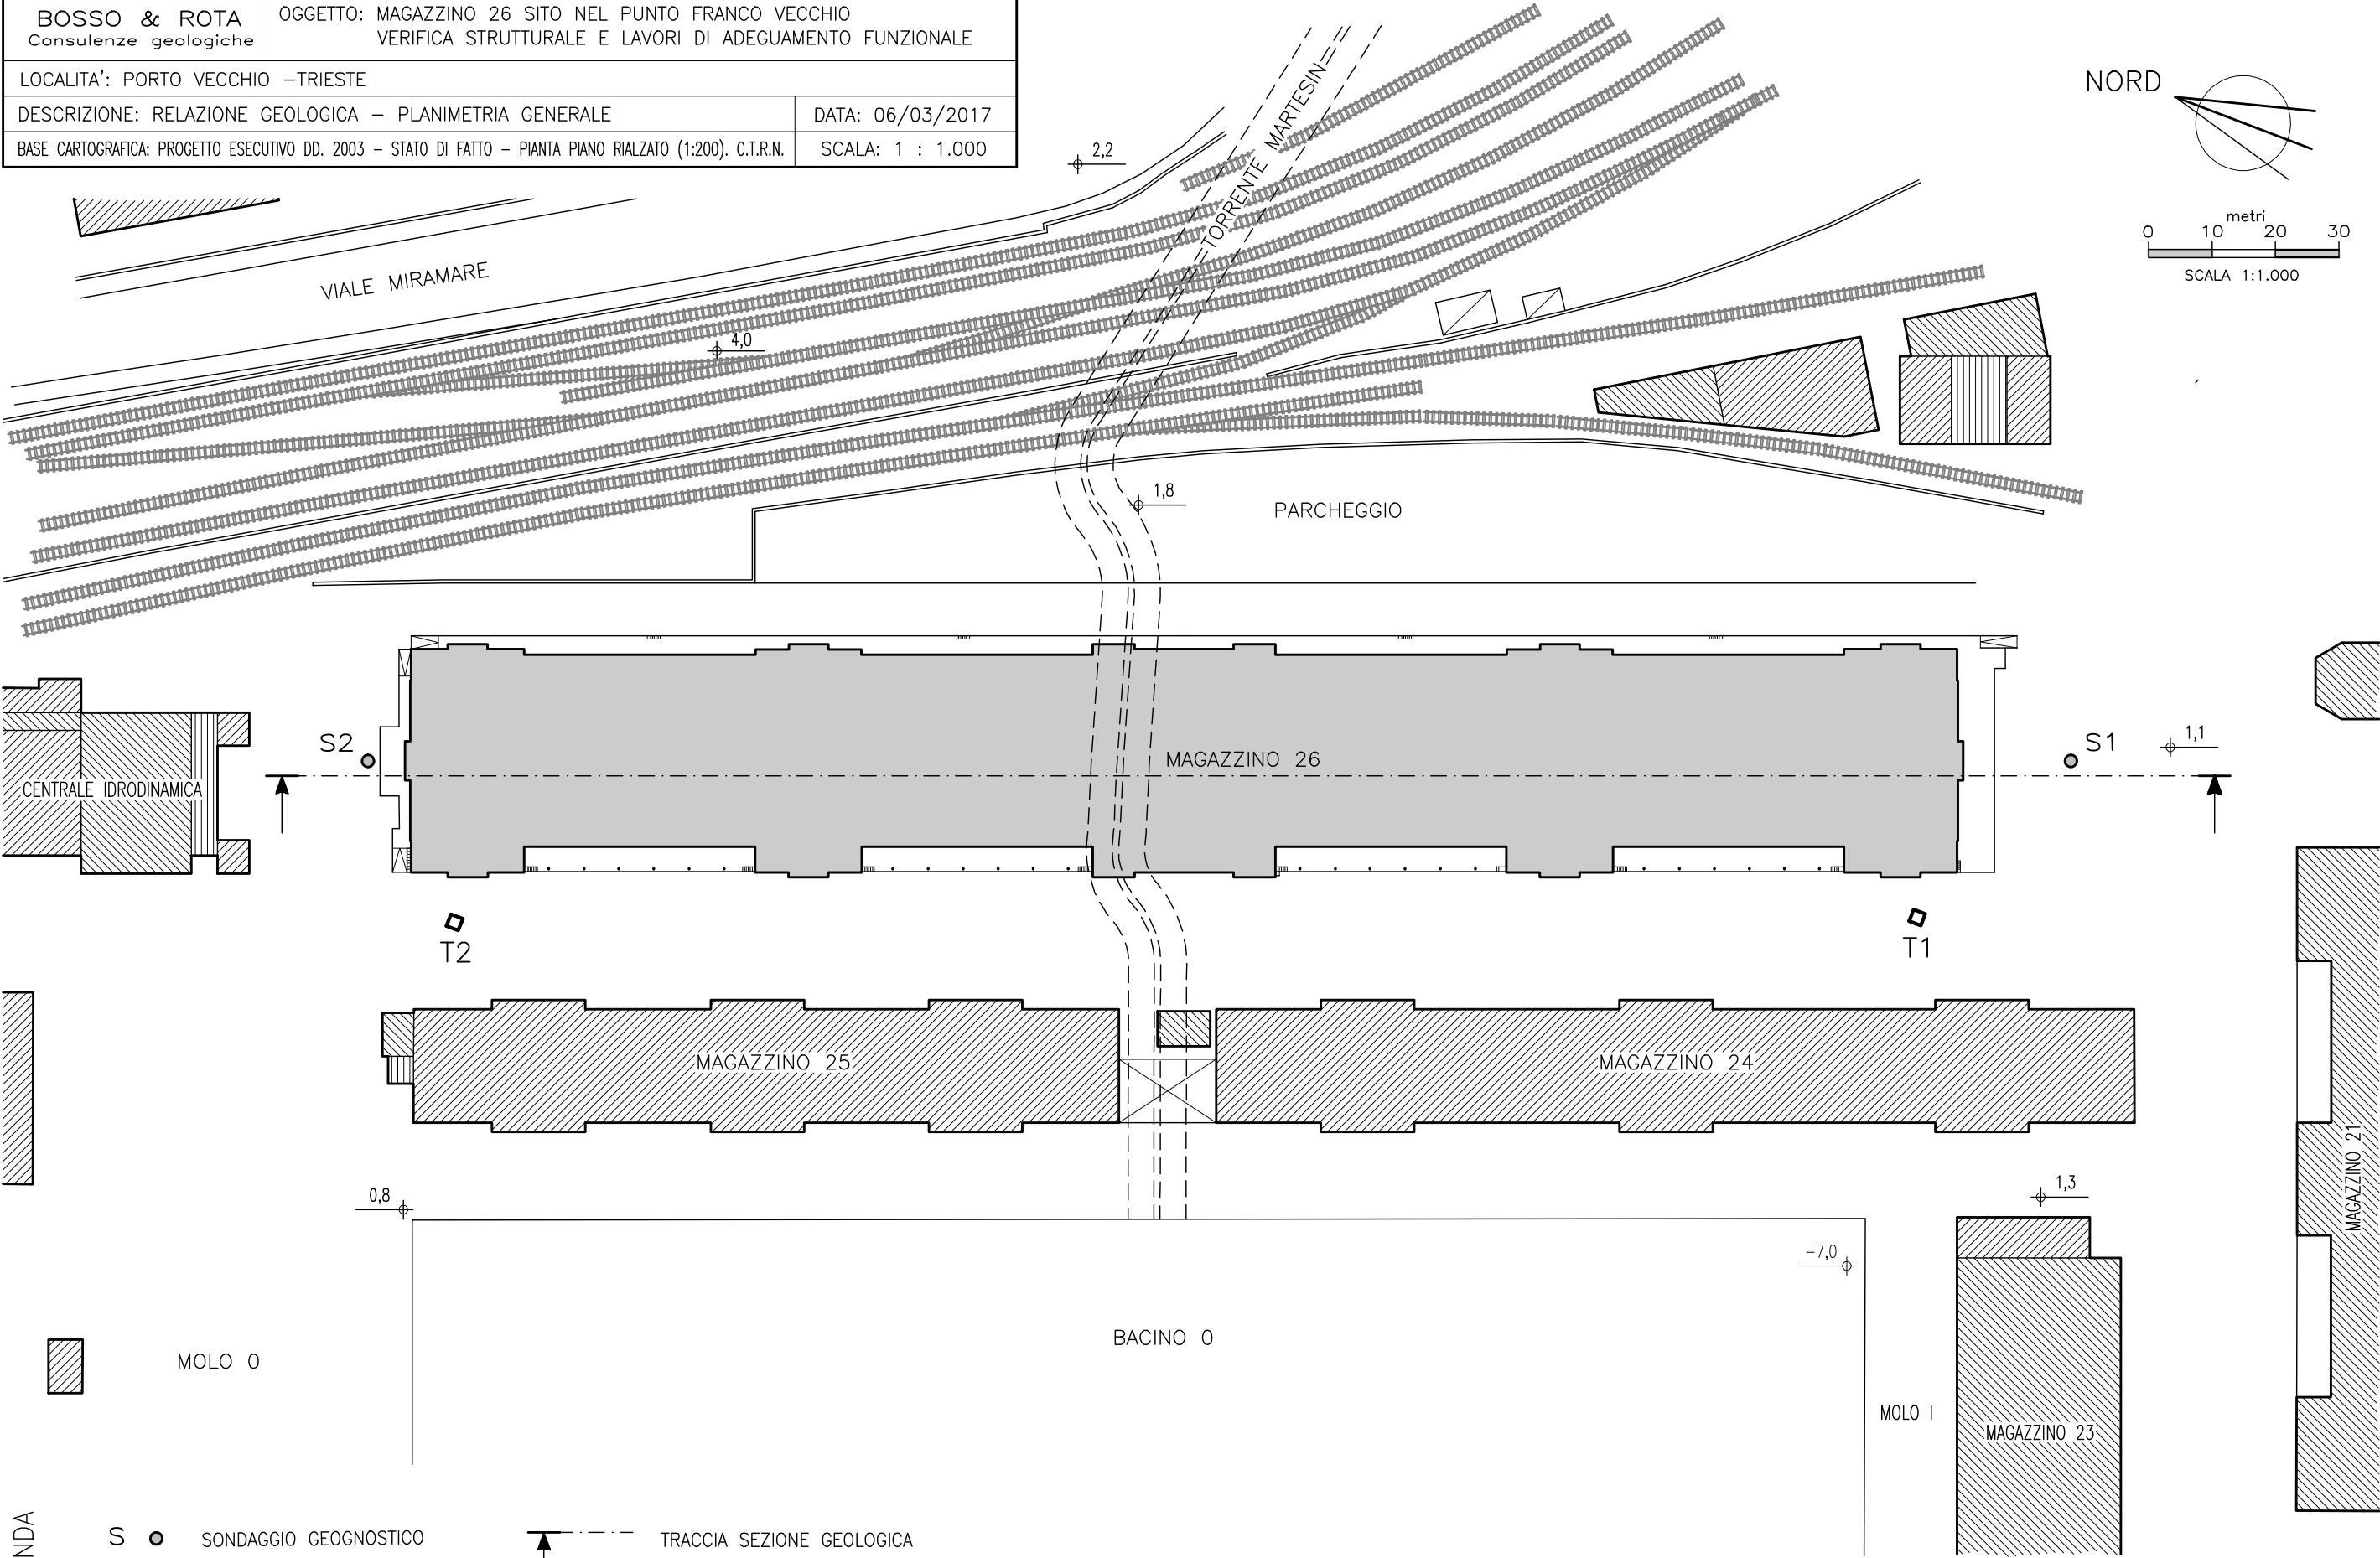 BOSSO & ROTA
Consulenze geologiche
OGGETTO: MAGAZZINO 26 SITO NEL PUNTO FRANCO VECCHIO
VERIFICA STRUTTURALE E LAVORI DI ADEGUAMENTO FUNZIONALE
LOCALITA': PORTO VECCHIO -TRIESTE
DESCRIZIONE: RELAZIONE GEOLOGICA - PLANIMETRIA GENERALE
DATA: 06/03/2017
BASE CARTOGRAFICA: PROGETTO ESECUTIVO DD. 2003 - STATO DI FATTO - PIANTA PIANO RIALZATO (1:200). C.T.R.N.
SCALA: 1 : 1.000
NORD
metri
0 10 20 30
SCALA 1:1.000
2,2
TORRENTE MARTESIN
VIALE MIRAMARE
4,0
1,8
PARCHEGGIO
S2
MAGAZZINO 26
S1
1,1
CENTRALE IDRODINAMICA
T2
T1
MAGAZZINO 25
MAGAZZINO 24
MAGAZZINO 21
0,8
1,3
-7,0
BACINO 0
MOLO 0
MOLO I
MAGAZZINO 23
NDA
S SONDAGGIO GEOGNOSTICO
TRACCIA SEZIONE GEOLOGICA